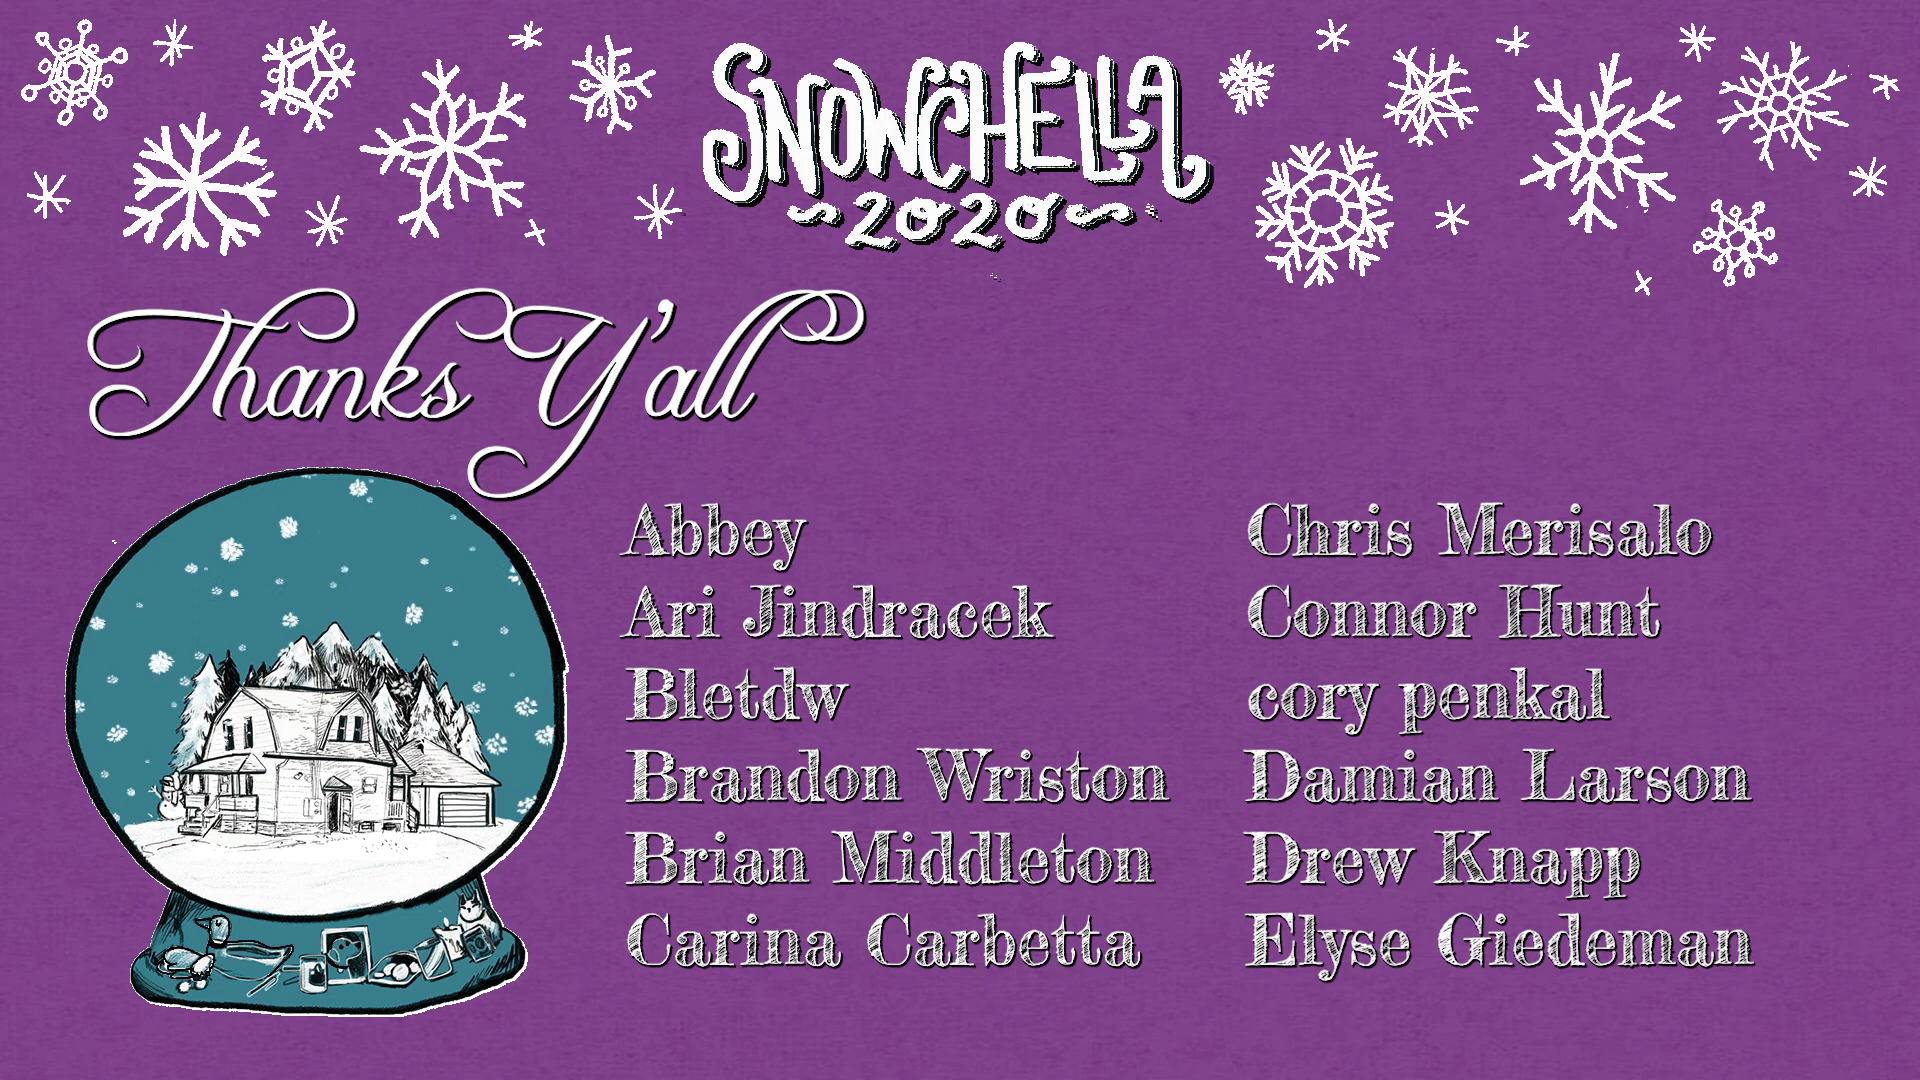 SNOWCHELLA
~2020~
Thanks Y'all
Abbey
Ari Jindracek
Bletdw
Brandon Wriston
Brian Middleton
Carina Carbetta
Chris Merisalo
Connor Hunt
cory penkal
Damian Larson
Drew Knapp
Elyse Giedeman